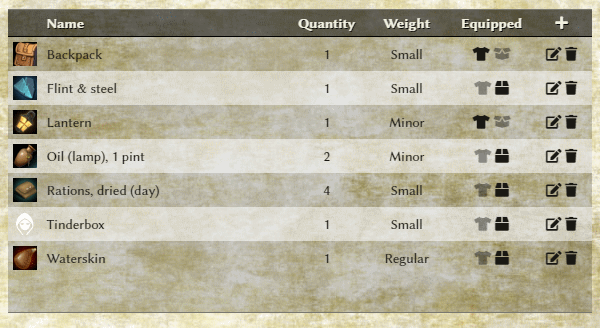 Name Quantity Weight Equipped +
Backpack 1 Small
Flint & steel 1 Small
Lantern 1 Minor
Oil (lamp), 1 pint 2 Minor
Rations, dried (day) 4 Small
Tinderbox 1 Small
Waterskin 1 Regular